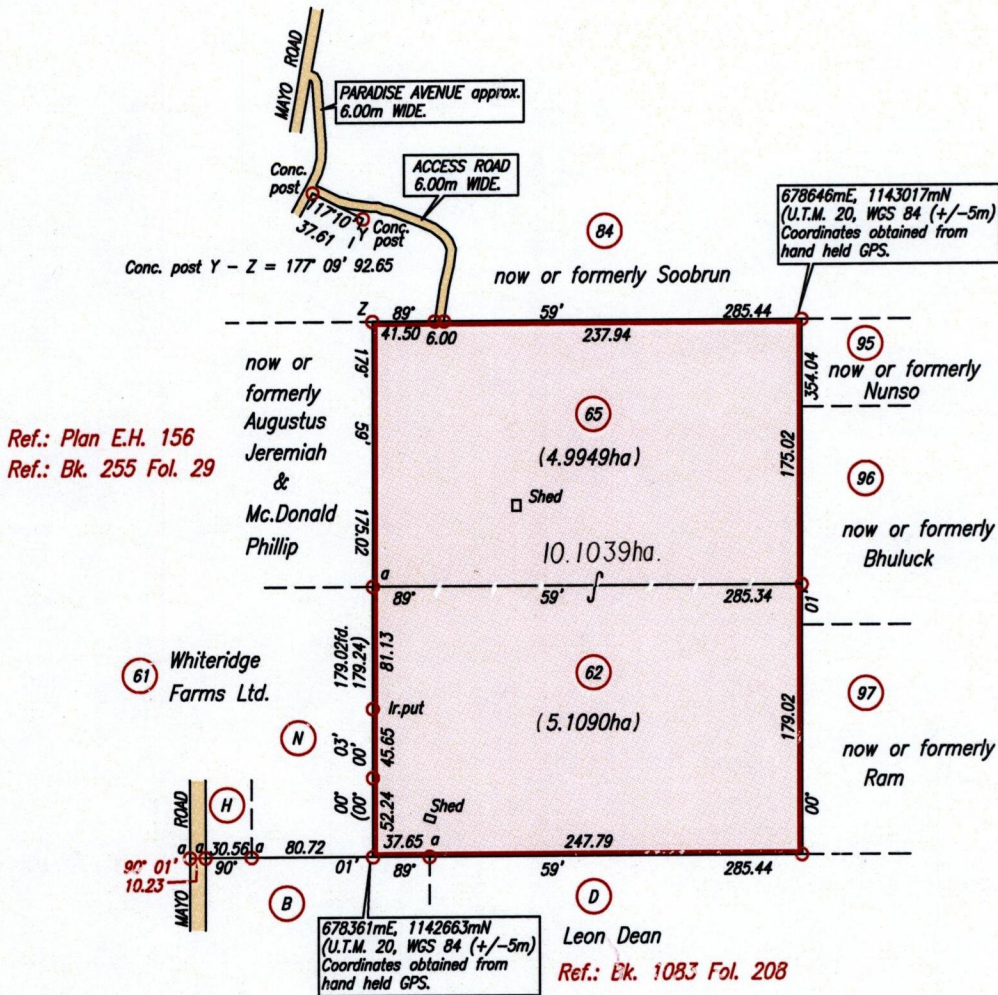 MAYO ROAD
PARADISE AVENUE approx.
6.00m WIDE.
ACCESS ROAD
6.00m WIDE.
Conc.
post
17°10'
37.61
Y
Conc.
post
Conc. post Y - Z = 177° 09' 92.65
678646mE, 1143017mN
(U.T.M. 20, WGS 84 (+/-5m)
Coordinates obtained from
hand held GPS.
84
now or formerly Soobrun
Z
89° 59' 285.44
41.50 6.00 237.94
now or
formerly
Augustus
Jeremiah
&
Mc.Donald
Phillip
179° 59' 175.02
Ref.: Plan E.H. 156
Ref.: Bk. 255 Fol. 29
65
(4.9949ha)
Shed
10.1039ha.
354.04
175.02
95
now or formerly
Nunso
96
now or formerly
Bhuluck
a
89° 59' 285.34
01'
61
Whiteridge
Farms Ltd.
179.02fd.
179.24)
81.13
Ir.put
N
03'
00'
45.65
00°
(00°
52.24
62
(5.1090ha)
Shed
179.02
00°
97
now or formerly
Ram
MAYO ROAD
H
a a 30.56 a 80.72
90° 01'
90° 01'
10.23
37.65 a 247.79
89° 59' 285.44
B
D
Leon Dean
Ref.: Bk. 1083 Fol. 208
678361mE, 1142663mN
(U.T.M. 20, WGS 84 (+/-5m)
Coordinates obtained from
hand held GPS.